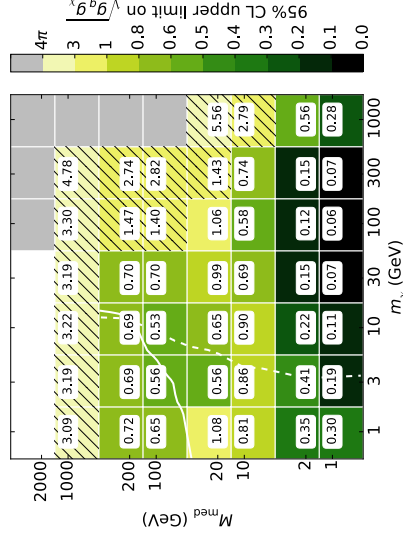 2000
1000 3.09 3.19 3.22 3.19 3.30 4.78
200 0.72 0.69 0.69 0.70 1.47 2.74
100 0.65 0.56 0.53 0.70 1.40 2.82
20 1.08 0.56 0.65 0.99 1.06 1.43 5.56
10 0.81 0.86 0.90 0.69 0.58 0.74 2.79
2 0.35 0.41 0.22 0.15 0.12 0.15 0.56
1 0.30 0.19 0.11 0.07 0.06 0.07 0.28
1 3 10 30 100 300 1000
mχ (GeV)
M_med (GeV)
4π
3
1
0.8
0.6
0.5
0.4
0.3
0.2
0.1
0.0
95% CL upper limit on √g_q g_χ